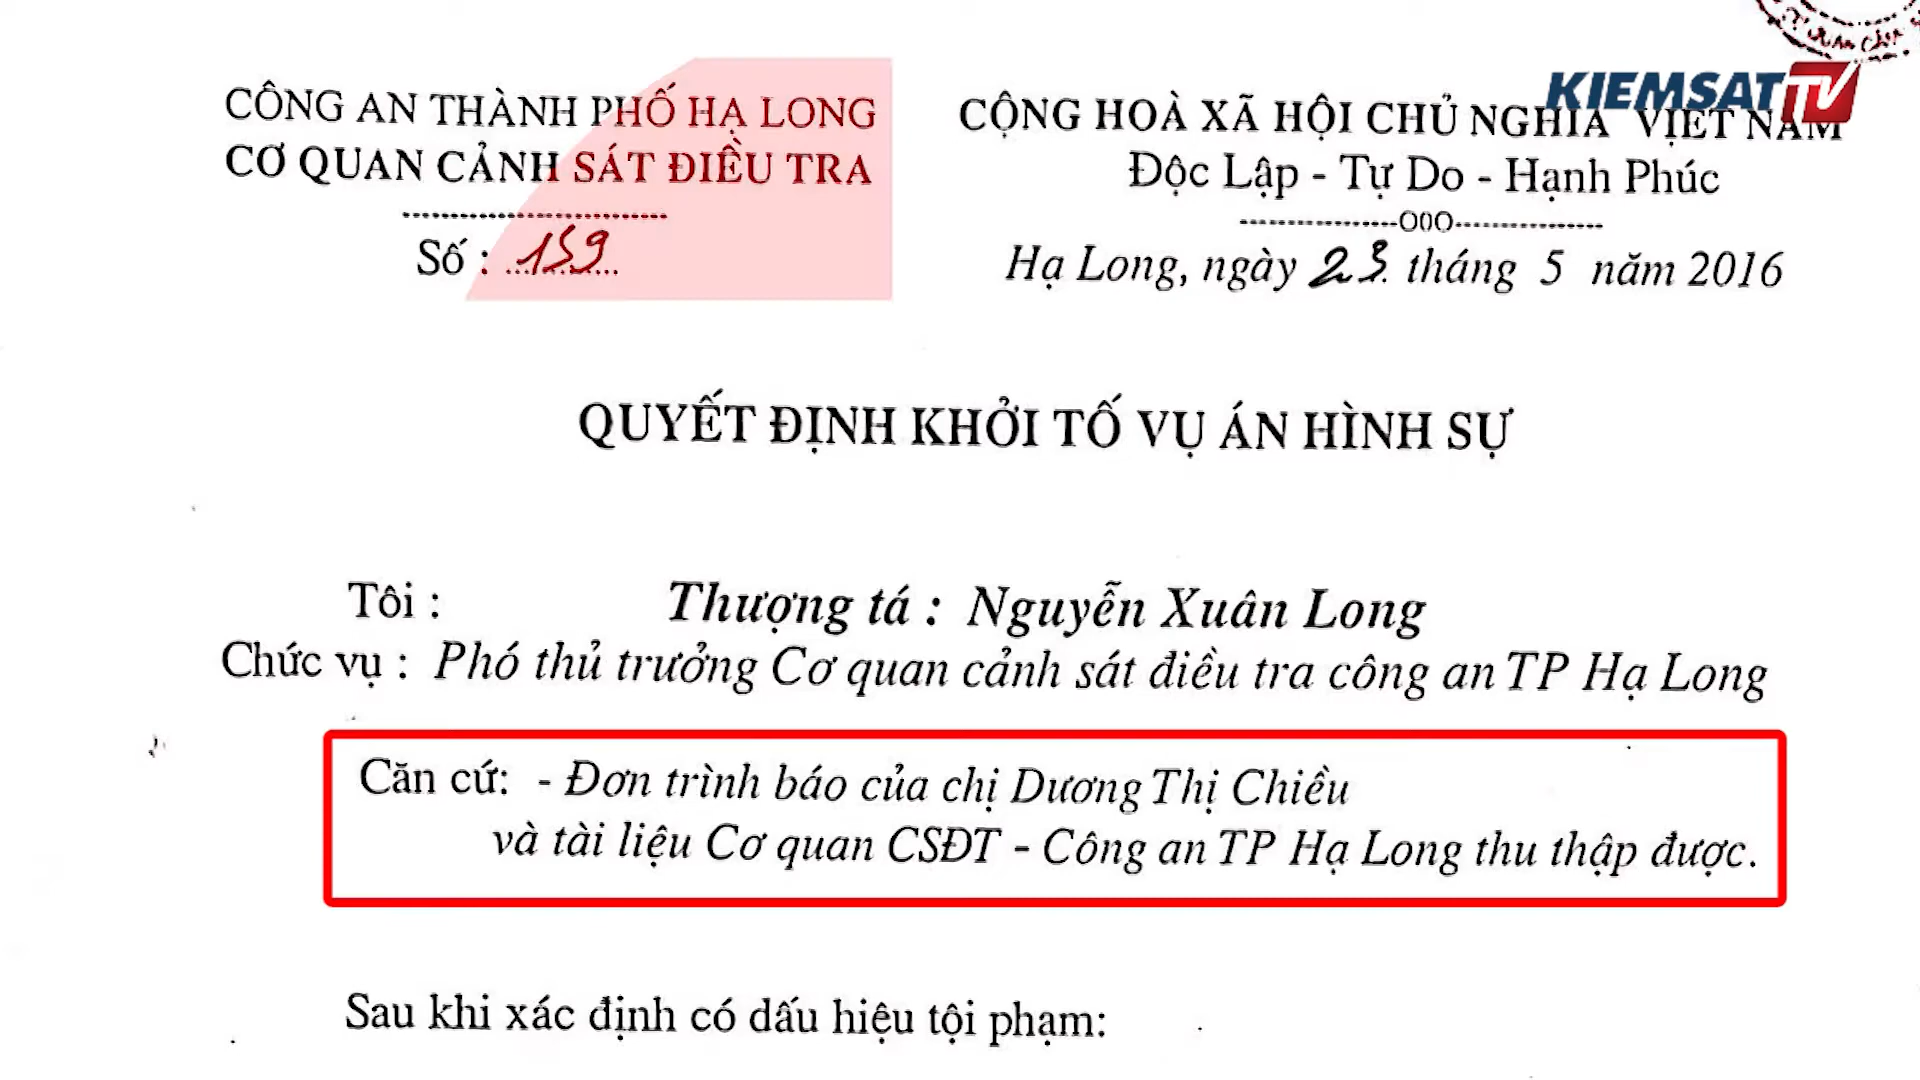 KIEMSAT TV
CÔNG AN THÀNH PHỐ HẠ LONG
CƠ QUAN CẢNH SÁT ĐIỀU TRA
Số : 139
CỘNG HOÀ XÃ HỘI CHỦ NGHĨA VIỆT NAM
Độc Lập - Tự Do - Hạnh Phúc
----------------000---------------
Hạ Long, ngày 23 tháng 5 năm 2016
QUYẾT ĐỊNH KHỞI TỐ VỤ ÁN HÌNH SỰ
Tôi : Thượng tá : Nguyễn Xuân Long
Chức vụ : Phó thủ trưởng Cơ quan cảnh sát điều tra công an TP Hạ Long
Căn cứ: - Đơn trình báo của chị Dương Thị Chiều
và tài liệu Cơ quan CSĐT - Công an TP Hạ Long thu thập được.
Sau khi xác định có dấu hiệu tội phạm: